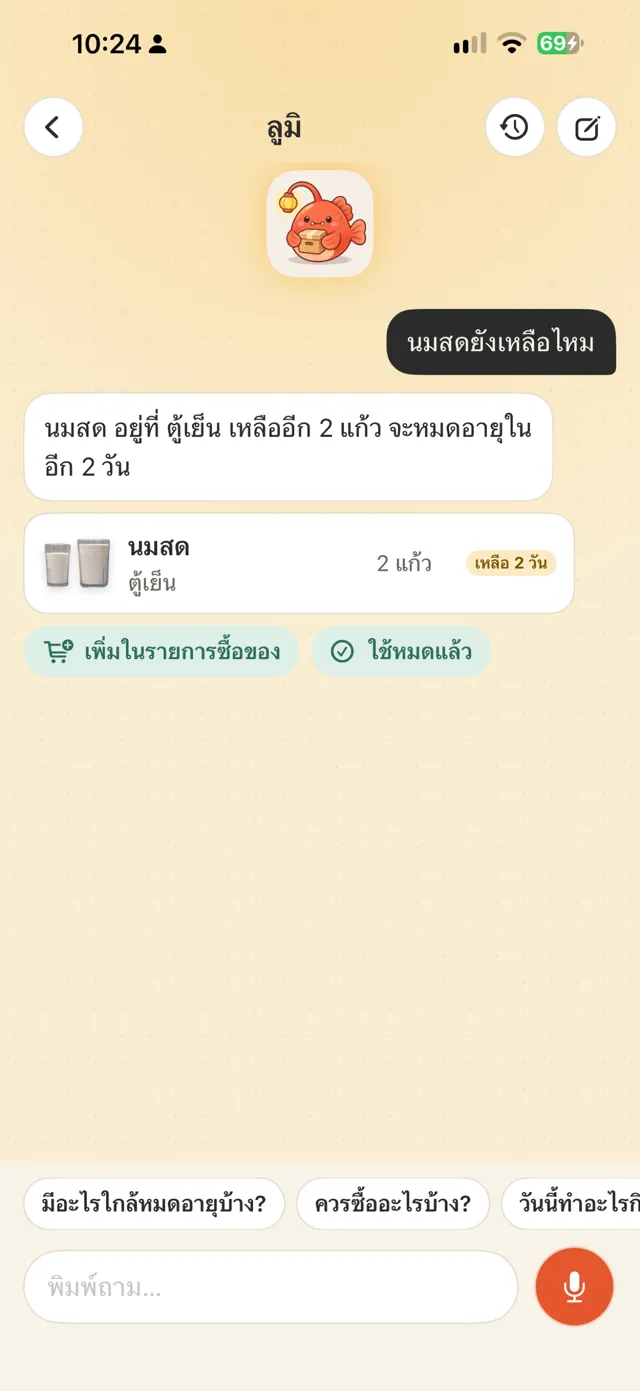 10:24
69
ลูมิ
นมสดยังเหลือไหม
นมสด อยู่ที่ ตู้เย็น เหลืออีก 2 แก้ว จะหมดอายุใน
อีก 2 วัน
นมสด
ตู้เย็น
2 แก้ว
เหลือ 2 วัน
เพิ่มในรายการซื้อของ
ใช้หมดแล้ว
มีอะไรใกล้หมดอายุบ้าง?
ควรซื้ออะไรบ้าง?
วันนี้ทำอะไร
พิมพ์ถาม...